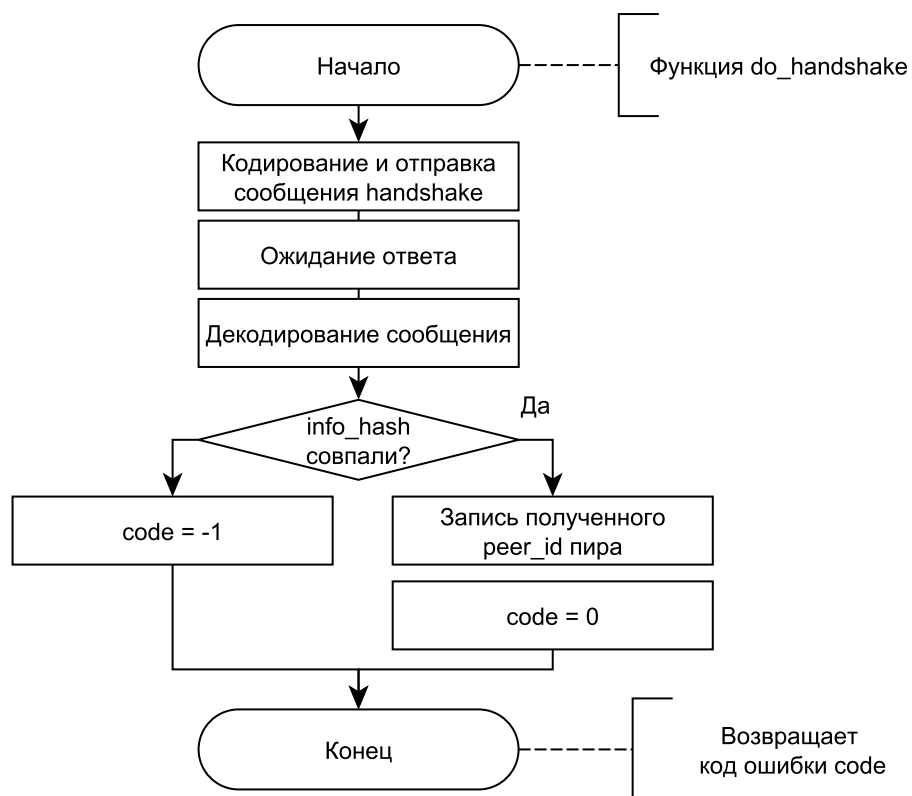 Начало
Функция do_handshake
Кодирование и отправка
сообщения handshake
Ожидание ответа
Декодирование сообщения
Да
info_hash
совпали?
code = -1
Запись полученного
peer_id пира
code = 0
Конец
Возвращает
код ошибки code